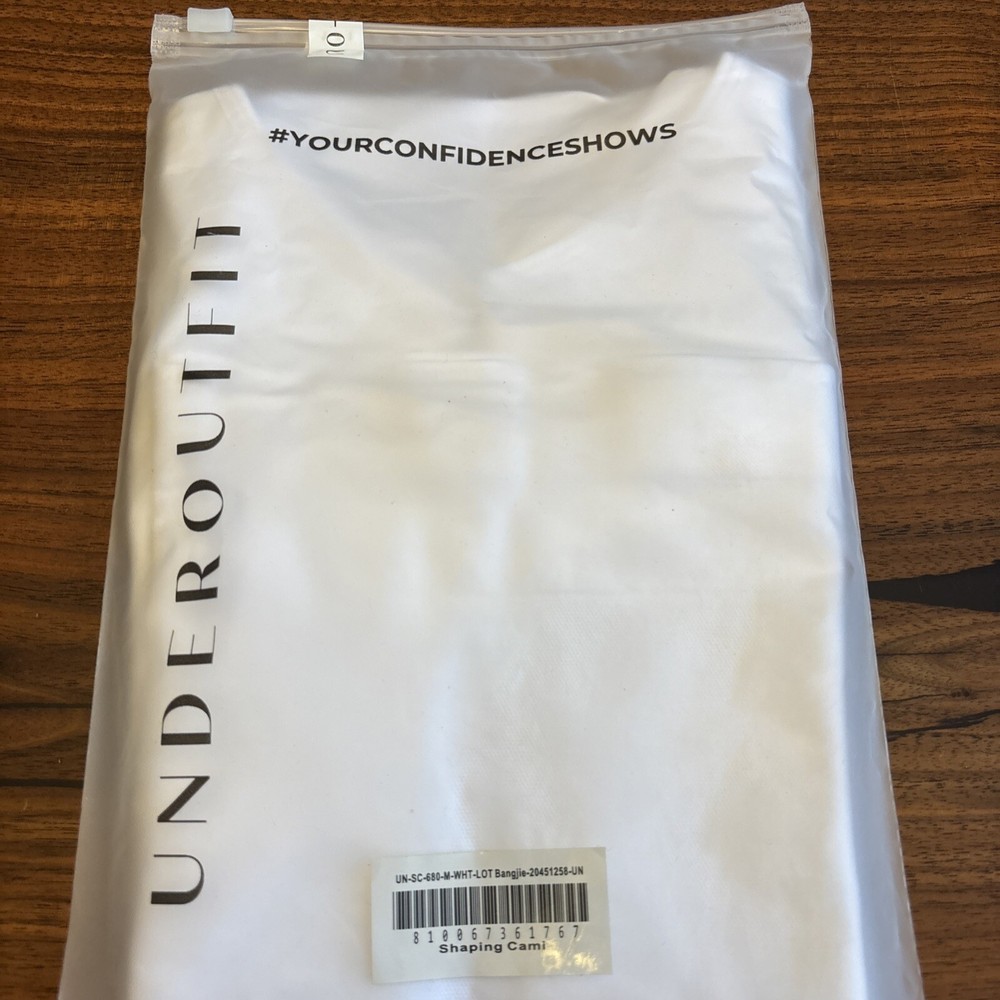 10-
#YOURCONFIDENCESHOWS
UNDEROUTFIT
UN-SC-680-M-WHT-LOT Bangjie-20451258-UN
810067361767
Shaping Cami